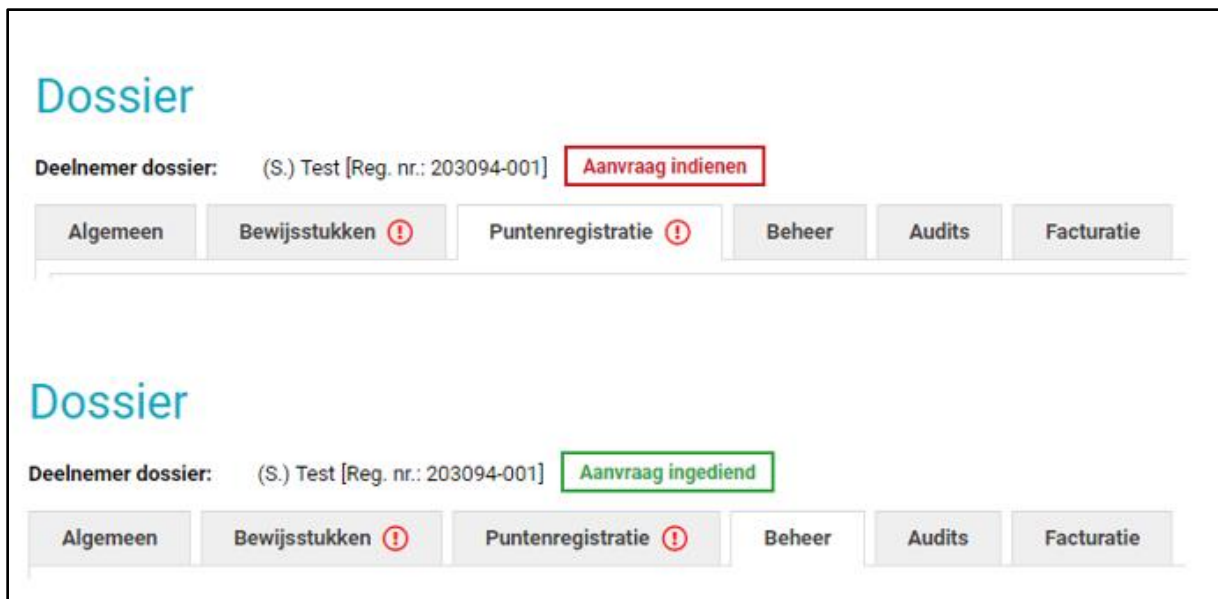 Dossier
Deelnemer dossier: (S.) Test [Reg. nr.: 203094-001] Aanvraag indienen
Algemeen Bewijsstukken Puntenregistratie Beheer Audits Facturatie
Dossier
Deelnemer dossier: (S.) Test [Reg. nr.: 203094-001] Aanvraag ingediend
Algemeen Bewijsstukken Puntenregistratie Beheer Audits Facturatie